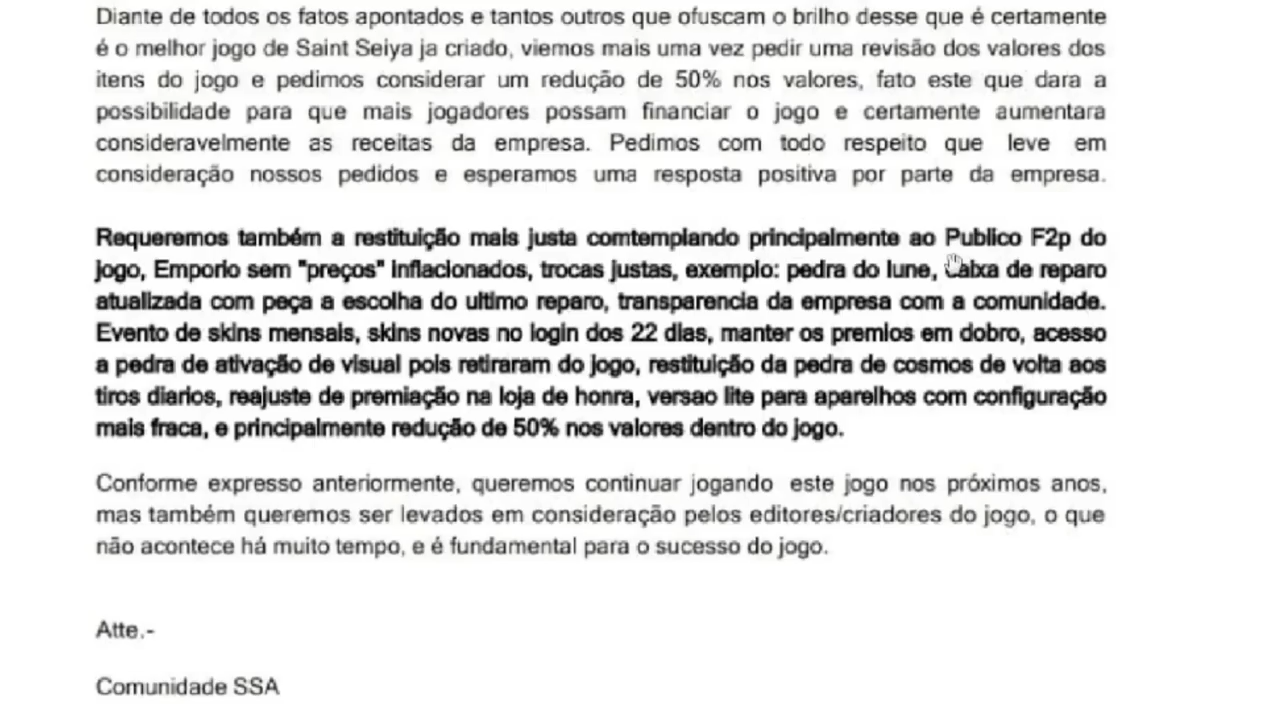 Diante de todos os fatos apontados e tantos outros que ofuscam o brilho desse que é certamente
é o melhor jogo de Saint Seiya ja criado, viemos mais uma vez pedir uma revisão dos valores dos
itens do jogo e pedimos considerar um redução de 50% nos valores, fato este que dara a
possibilidade para que mais jogadores possam financiar o jogo e certamente aumentara
consideravelmente as receitas da empresa. Pedimos com todo respeito que leve em
consideração nossos pedidos e esperamos uma resposta positiva por parte da empresa.
Requeremos também a restituição mais justa comtemplando principalmente ao Publico F2p do
jogo, Emporio sem "preços" inflacionados, trocas justas, exemplo: pedra do lune, caixa de reparo
atualizada com peça a escolha do ultimo reparo, transparencia da empresa com a comunidade.
Evento de skins mensais, skins novas no login dos 22 dias, manter os premios em dobro, acesso
a pedra de ativação de visual pois retiraram do jogo, restituição da pedra de cosmos de volta aos
tiros diarios, reajuste de premiação na loja de honra, versao lite para aparelhos com configuração
mais fraca, e principalmente redução de 50% nos valores dentro do jogo.
Conforme expresso anteriormente, queremos continuar jogando este jogo nos próximos anos,
mas também queremos ser levados em consideração pelos editores/criadores do jogo, o que
não acontece há muito tempo, e é fundamental para o sucesso do jogo.
Atte.-
Comunidade SSA